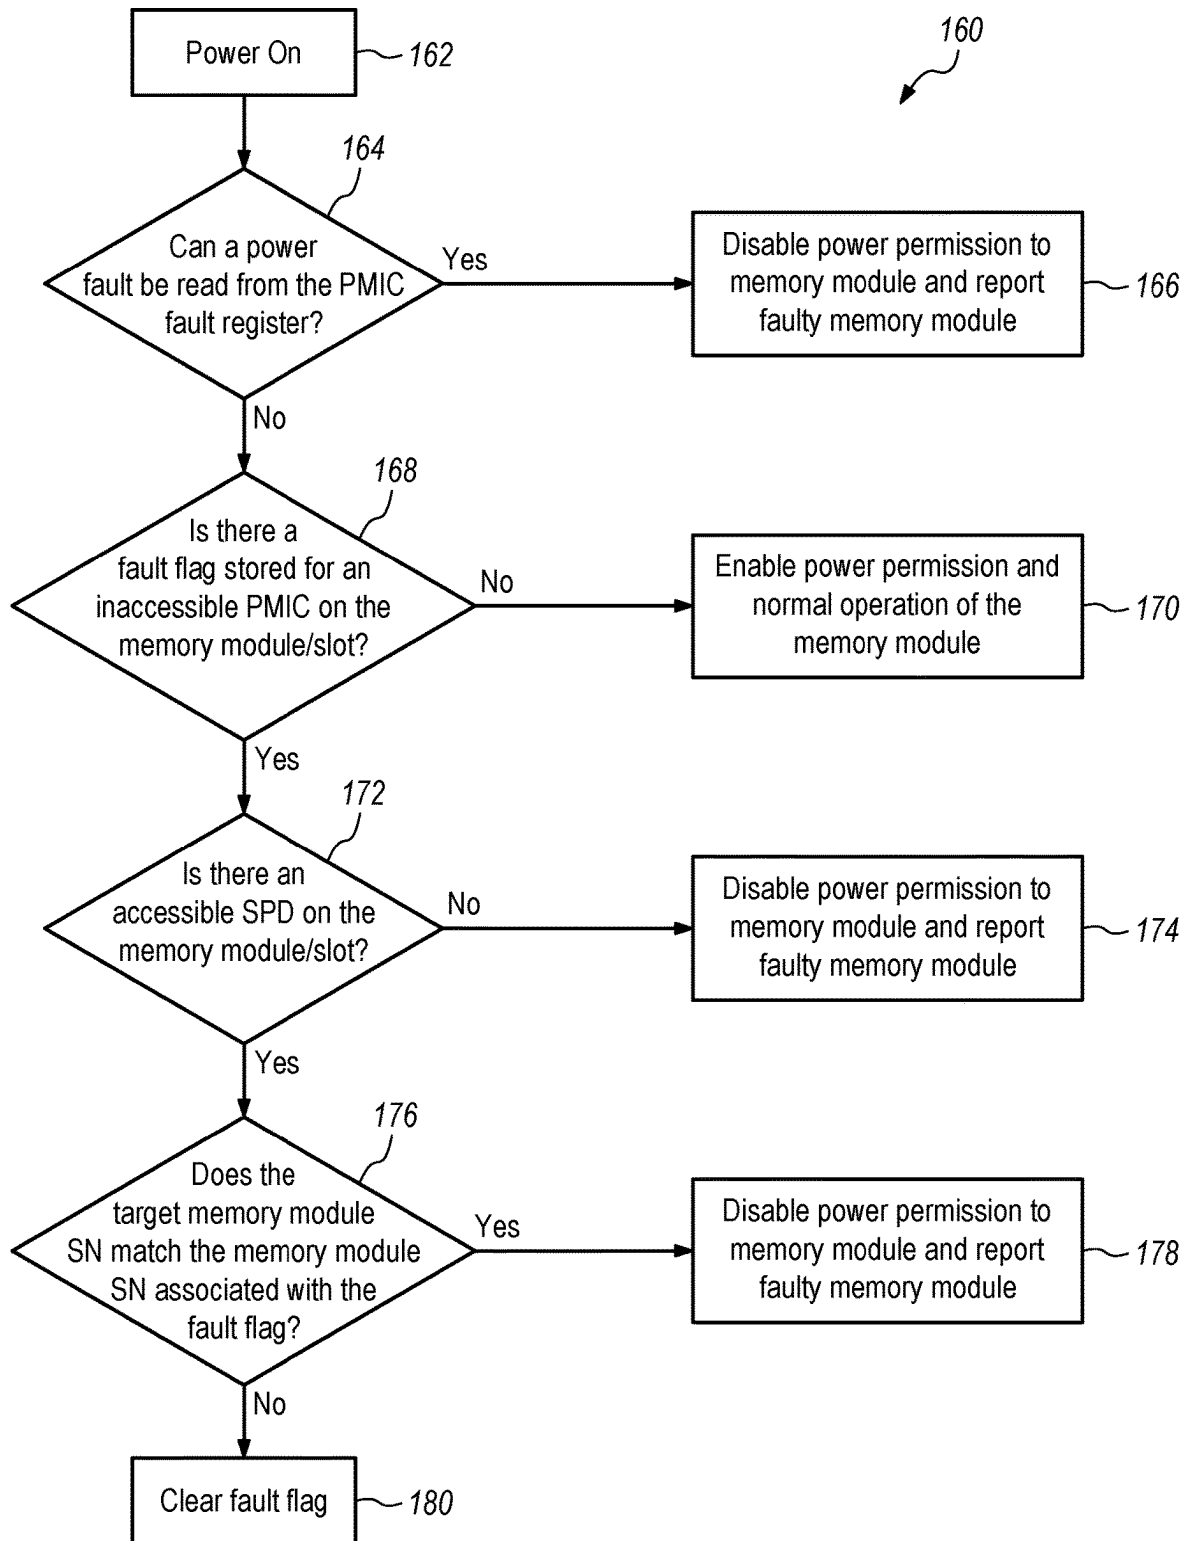 160
Power On
162
164
Can a power
fault be read from the PMIC
fault register?
Yes
Disable power permission to
memory module and report
faulty memory module
166
No
168
Is there a
fault flag stored for an
inaccessible PMIC on the
memory module/slot?
No
Enable power permission and
normal operation of the
memory module
170
Yes
172
Is there an
accessible SPD on the
memory module/slot?
No
Disable power permission to
memory module and report
faulty memory module
174
Yes
176
Does the
target memory module
SN match the memory module
SN associated with the
fault flag?
Yes
Disable power permission to
memory module and report
faulty memory module
178
No
Clear fault flag
180